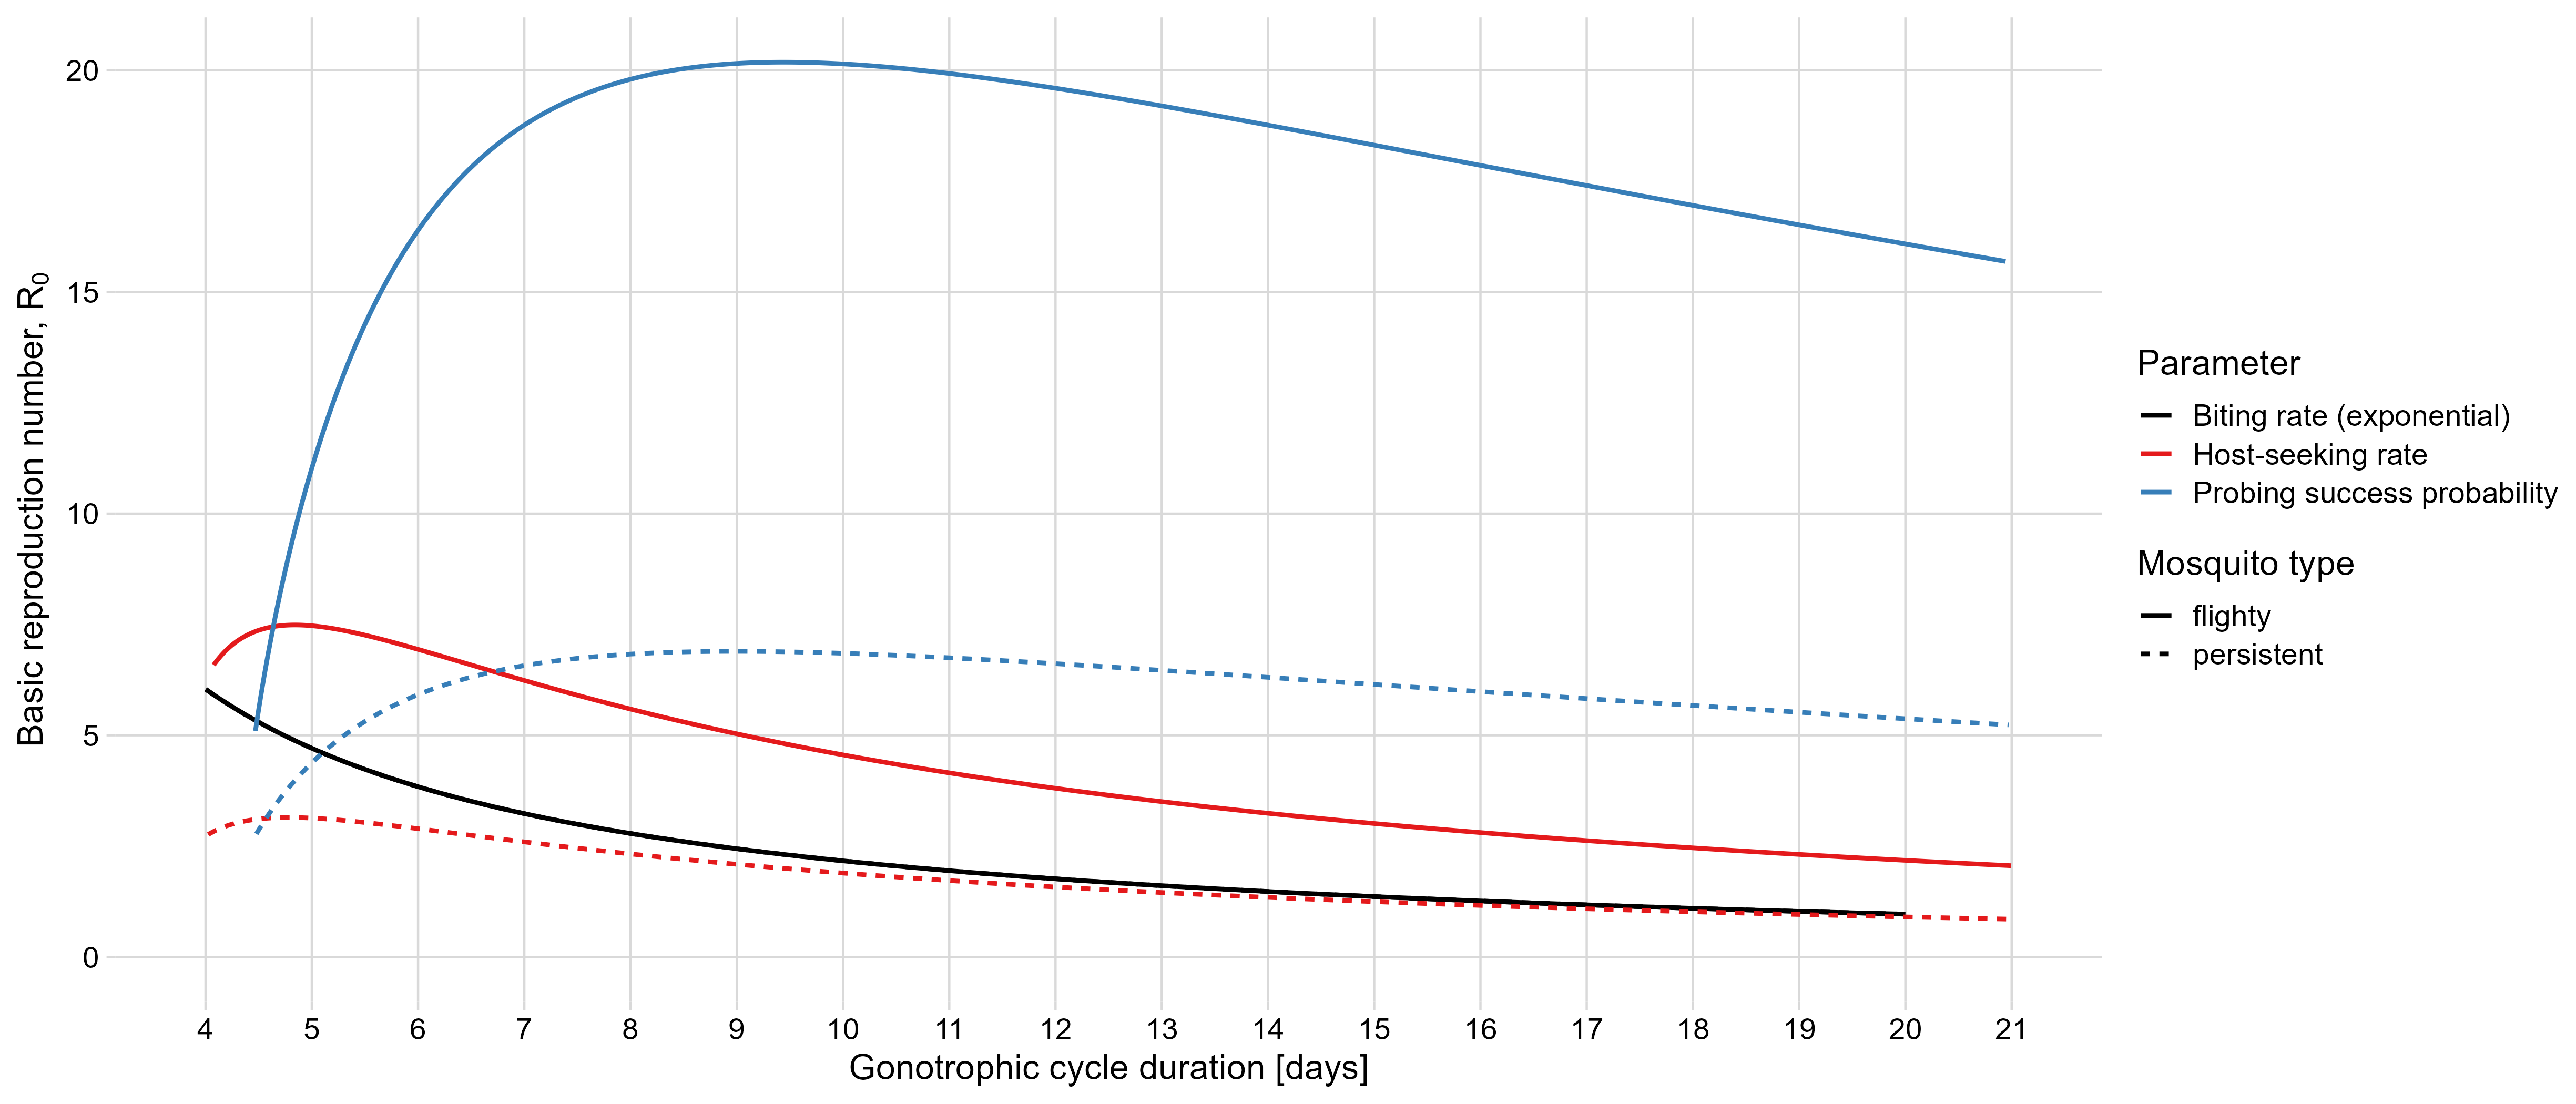 Basic reproduction number, R0
20
15
10
5
0
4 5 6 7 8 9 10 11 12 13 14 15 16 17 18 19 20 21
Gonotrophic cycle duration [days]
Parameter
Biting rate (exponential)
Host-seeking rate
Probing success probability
Mosquito type
flighty
persistent